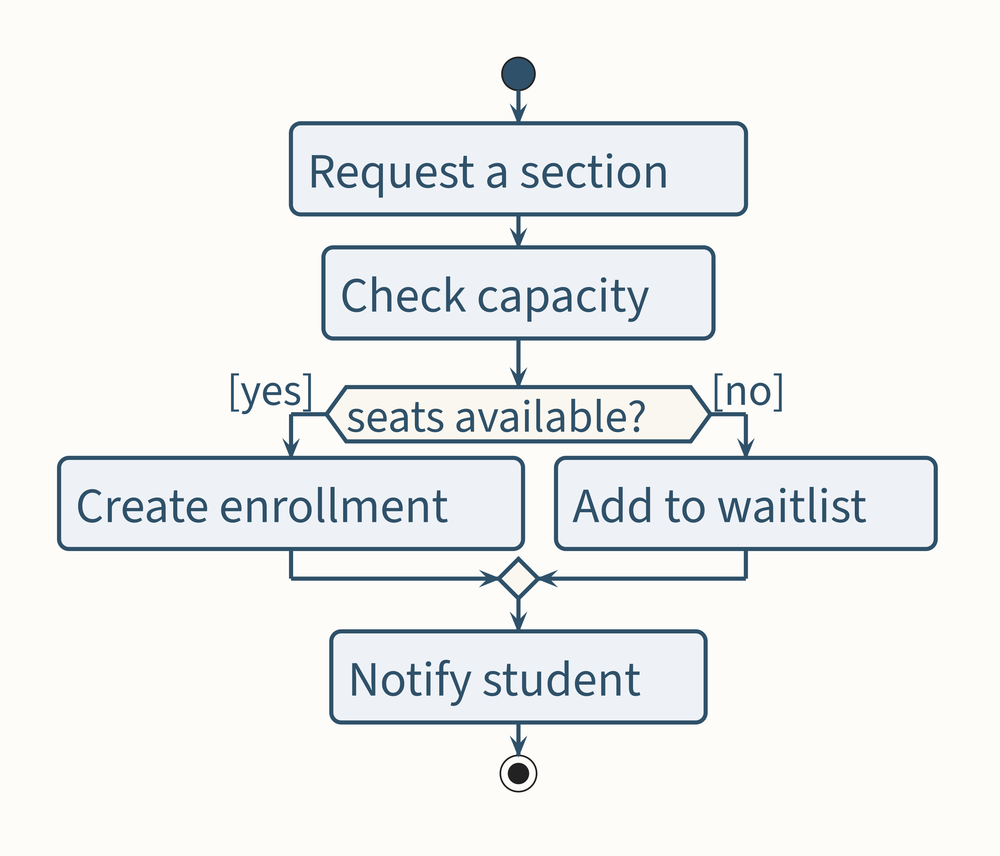 Request a section
Check capacity
[yes]
seats available?
[no]
Create enrollment
Add to waitlist
Notify student